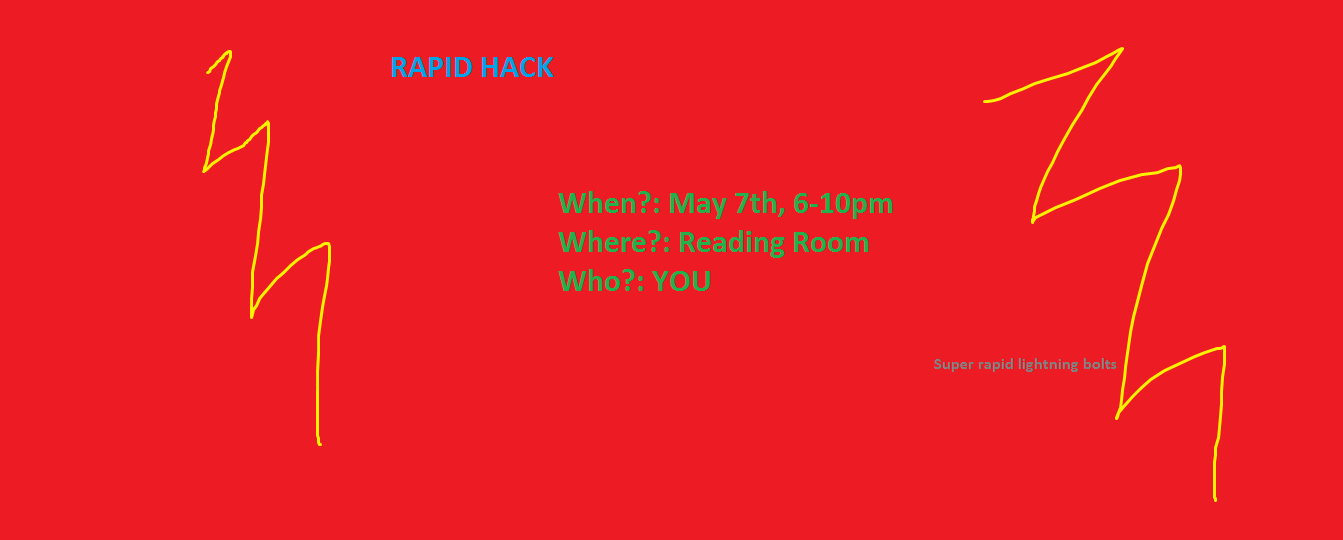 RAPID HACK
When?: May 7th, 6-10pm
Where?: Reading Room
Who?: YOU
Super rapid lightning bolts